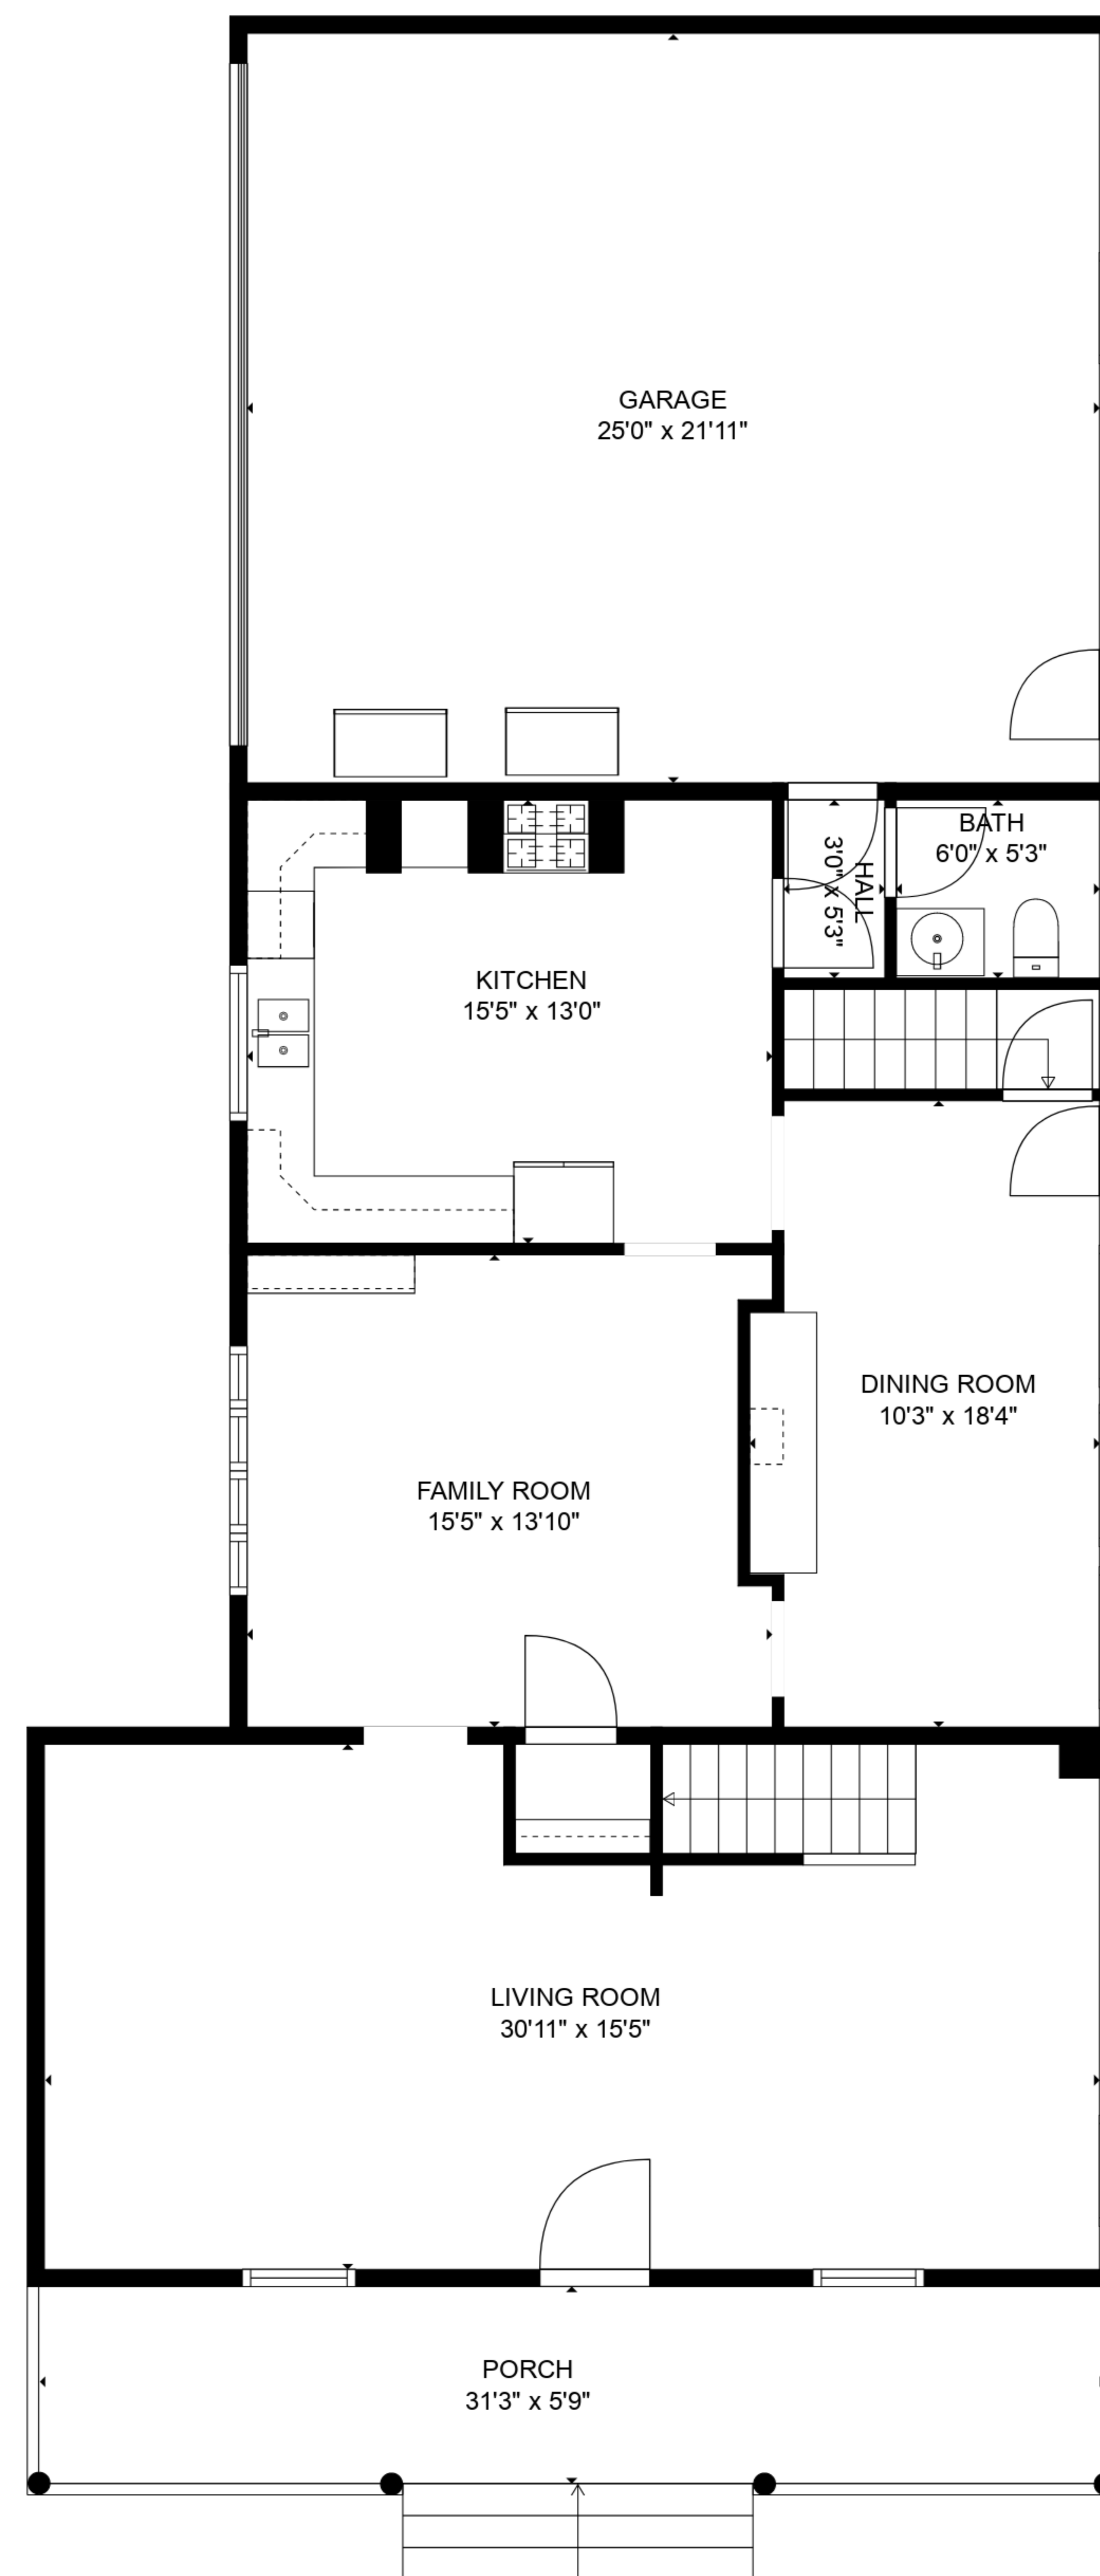 GARAGE
25'0" x 21'11"
BATH
6'0" x 5'3"
HALL
3'0" x 5'3"
KITCHEN
15'5" x 13'0"
DINING ROOM
10'3" x 18'4"
FAMILY ROOM
15'5" x 13'10"
LIVING ROOM
30'11" x 15'5"
PORCH
31'3" x 5'9"